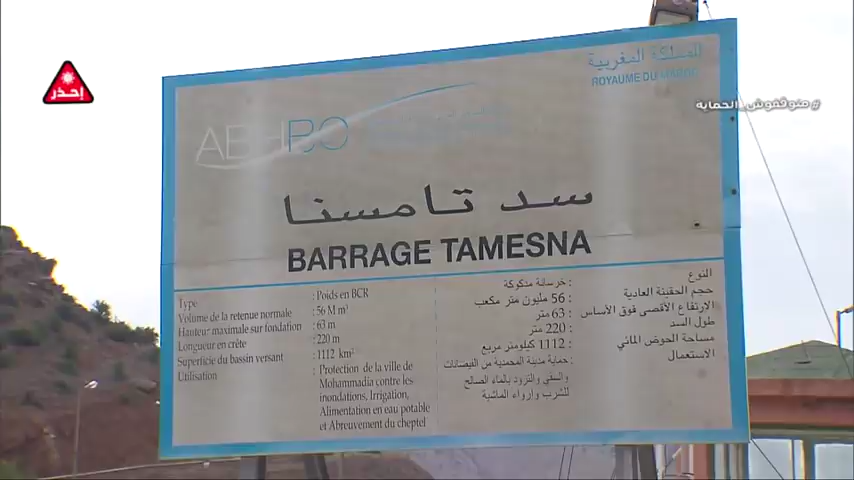 المملكة المغربية
ROYAUME DU MAROC
إحذر
#منوقفوش_الحماية
ABHBC
سد تامسنا
BARRAGE TAMESNA
Type : Poids en BCR
Volume de la retenue normale : 56 M m³
Hauteur maximale sur fondation : 63 m
Longueur en crête : 220 m
Superficie du bassin versant : 1112 km²
Utilisation : Protection de la ville de
Mohammadia contre les
inondations, Irrigation,
Alimentation en eau potable
et Abreuvement du cheptel
النوع : خرسانة مدكوكة
حجم الحقينة العادية : 56 مليون متر مكعب
الارتفاع الأقصى فوق الأساس : 63 متر
طول السد : 220 متر
مساحة الحوض المائي : 1112 كيلومتر مربع
الاستعمال : حماية مدينة المحمدية من الفيضانات
والسقي والتزود بالماء الصالح
للشرب وإرواء الماشية